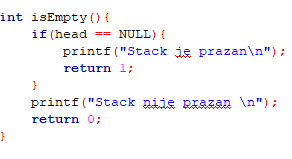 int isEmpty(){
    if(head == NULL){
        printf("Stack je prazan\n");
        return 1;
    }
    printf("Stack nije prazan \n");
    return 0;
}